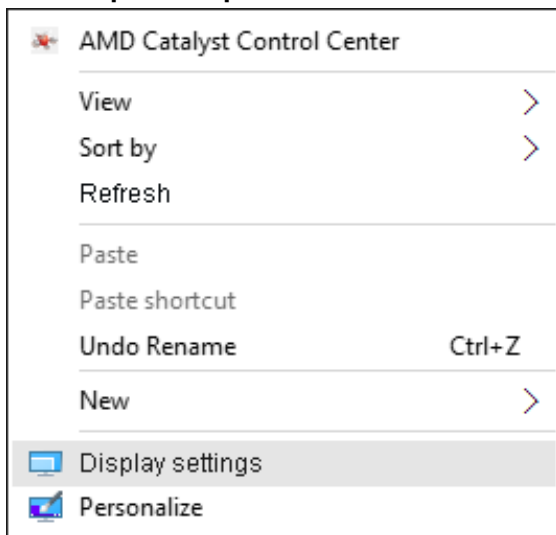 AMD Catalyst Control Center
View
Sort by
Refresh
Paste
Paste shortcut
Undo Rename Ctrl+Z
New
Display settings
Personalize